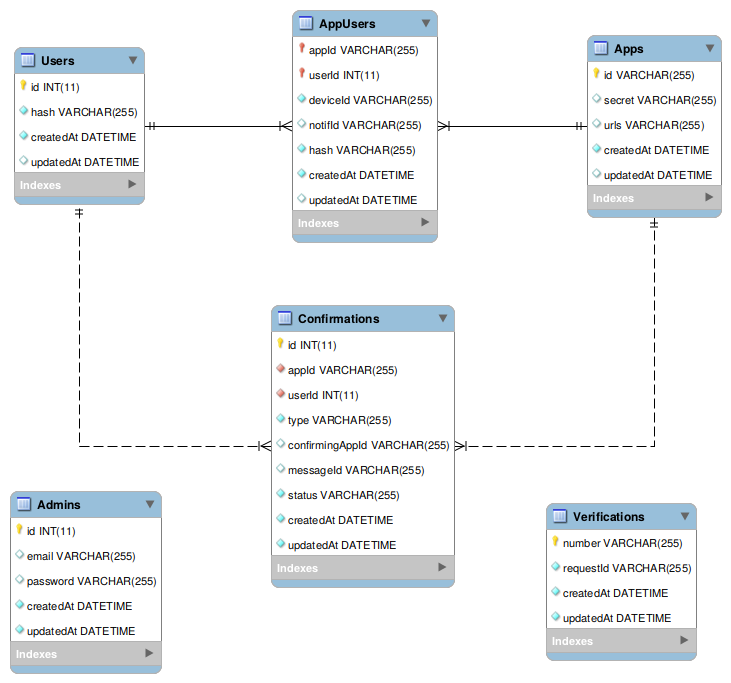 Users
id INT(11)
hash VARCHAR(255)
createdAt DATETIME
updatedAt DATETIME
Indexes
AppUsers
appId VARCHAR(255)
userId INT(11)
deviceId VARCHAR(255)
notifId VARCHAR(255)
hash VARCHAR(255)
createdAt DATETIME
updatedAt DATETIME
Indexes
Apps
id VARCHAR(255)
secret VARCHAR(255)
urls VARCHAR(255)
createdAt DATETIME
updatedAt DATETIME
Indexes
Confirmations
id INT(11)
appId VARCHAR(255)
userId INT(11)
type VARCHAR(255)
confirmingAppId VARCHAR(255)
messageId VARCHAR(255)
status VARCHAR(255)
createdAt DATETIME
updatedAt DATETIME
Indexes
Admins
id INT(11)
email VARCHAR(255)
password VARCHAR(255)
createdAt DATETIME
updatedAt DATETIME
Indexes
Verifications
number VARCHAR(255)
requestId VARCHAR(255)
createdAt DATETIME
updatedAt DATETIME
Indexes